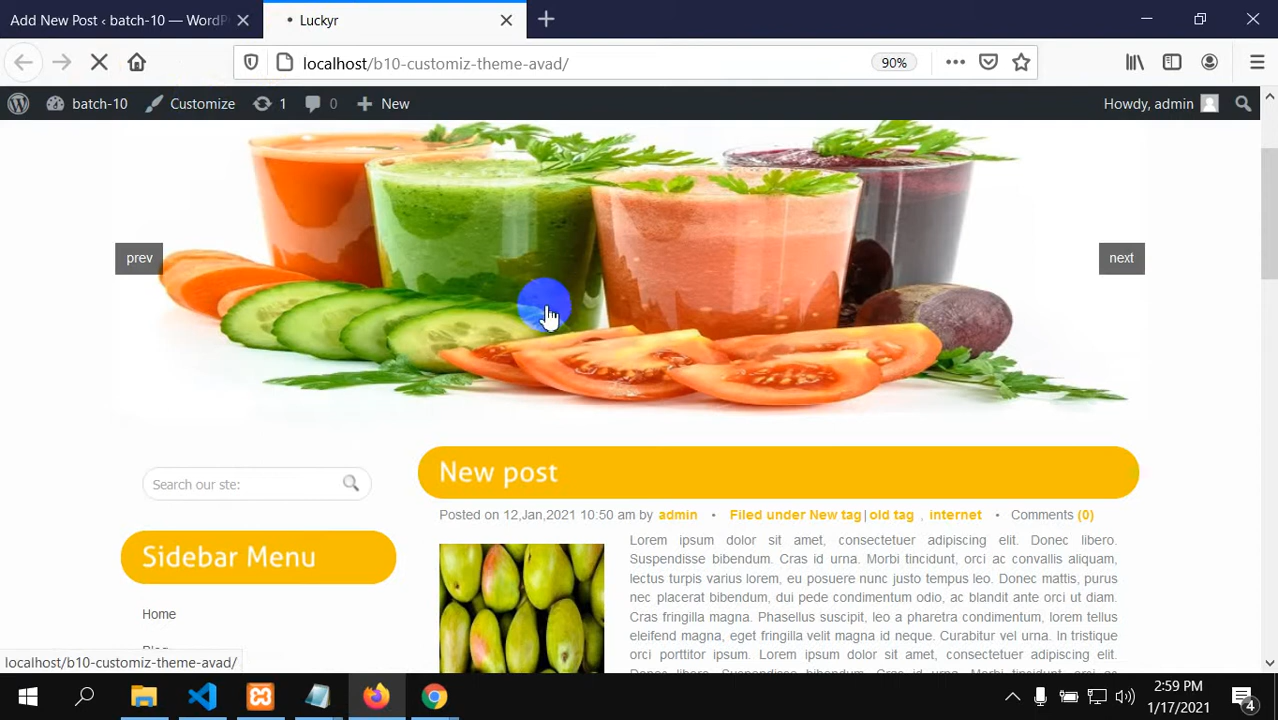 Add New Post ‹ batch-10 — WordP
Luckyr
localhost/b10-customiz-theme-avad/
90%
batch-10
Customize
1
0
New
Howdy, admin
prev
next
Search our site:
New post
Posted on 12,Jan,2021 10:50 am by admin • Filed under New tag|old tag , internet • Comments (0)
Lorem ipsum dolor sit amet, consectetuer adipiscing elit. Donec libero.
Suspendisse bibendum. Cras id urna. Morbi tincidunt, orci ac convallis aliquam,
lectus turpis varius lorem, eu posuere nunc justo tempus leo. Donec mattis, purus
nec placerat bibendum, dui pede condimentum odio, ac blandit ante orci ut diam.
Cras fringilla magna. Phasellus suscipit, leo a pharetra condimentum, lorem tellus
eleifend magna, eget fringilla velit magna id neque. Curabitur vel urna. In tristique
orci porttitor ipsum. Lorem ipsum dolor sit amet, consectetuer adipiscing elit.
Sidebar Menu
Home
localhost/b10-customiz-theme-avad/
2:59 PM
1/17/2021
4